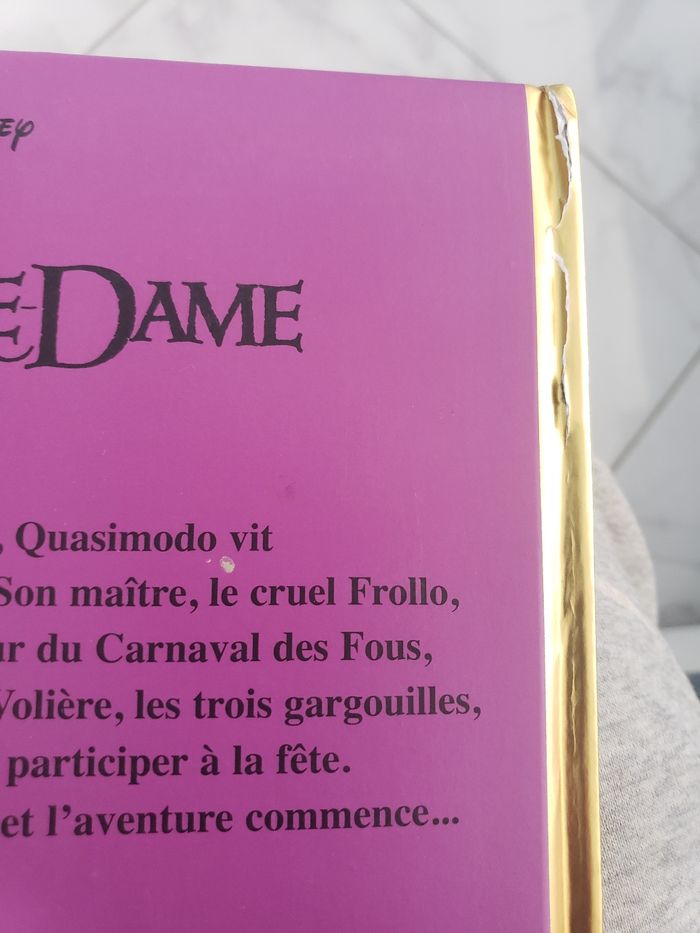 E-DAME
, Quasimodo vit
Son maître, le cruel Frollo,
ur du Carnaval des Fous,
Volière, les trois gargouilles,
participer à la fête.
et l'aventure commence...